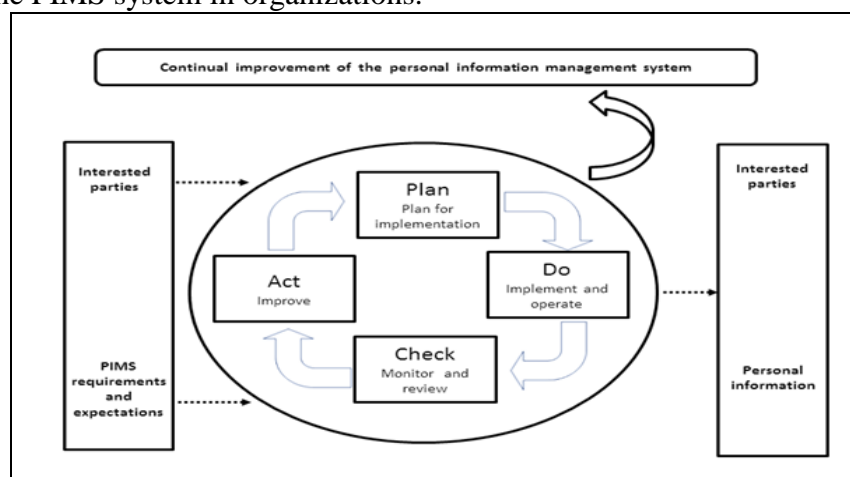 he PIMS system in organizations.
Continual improvement of the personal information management system
Interested
parties
PIMS
requirements
and
expectations
Plan
Plan for
implementation
Do
Implement and
operate
Check
Monitor and
review
Act
Improve
Interested
parties
Personal
information